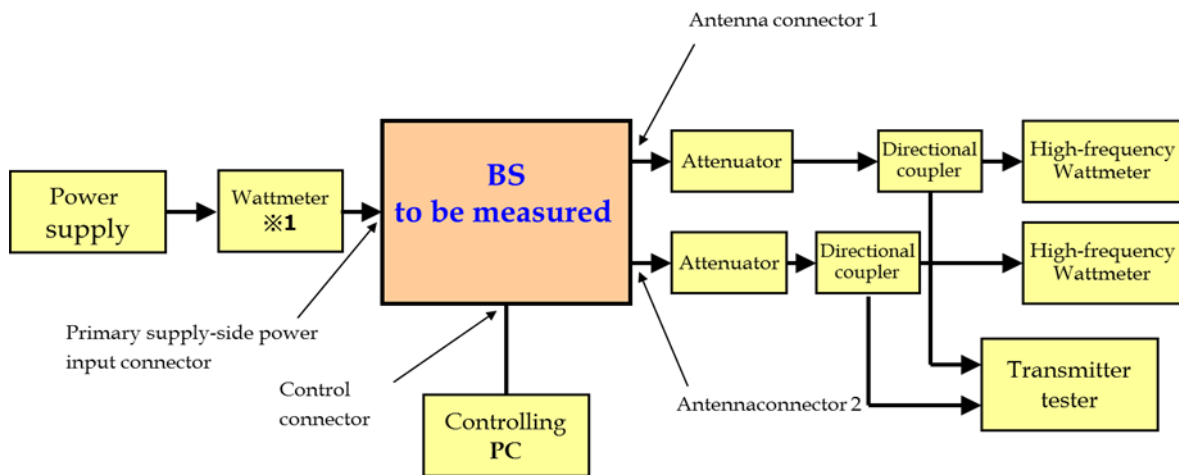 Antenna connector 1
BS
to be measured
Power
supply
Wattmeter
※1
Attenuator
Directional
coupler
High-frequency
Wattmeter
Attenuator
Directional
coupler
High-frequency
Wattmeter
Primary supply-side power
input connector
Control
connector
Controlling
PC
Antennaconnector 2
Transmitter
tester